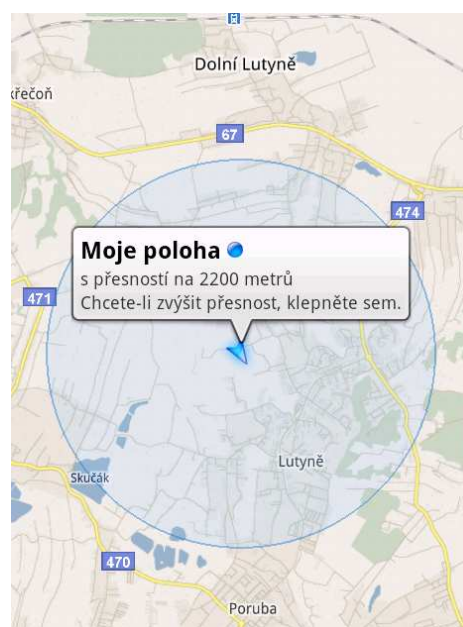 Dolní Lutyně
křečoň
67
474
Moje poloha
s přesností na 2200 metrů
Chcete-li zvýšit přesnost, klepněte sem.
471
Lutyně
Skučák
470
Poruba